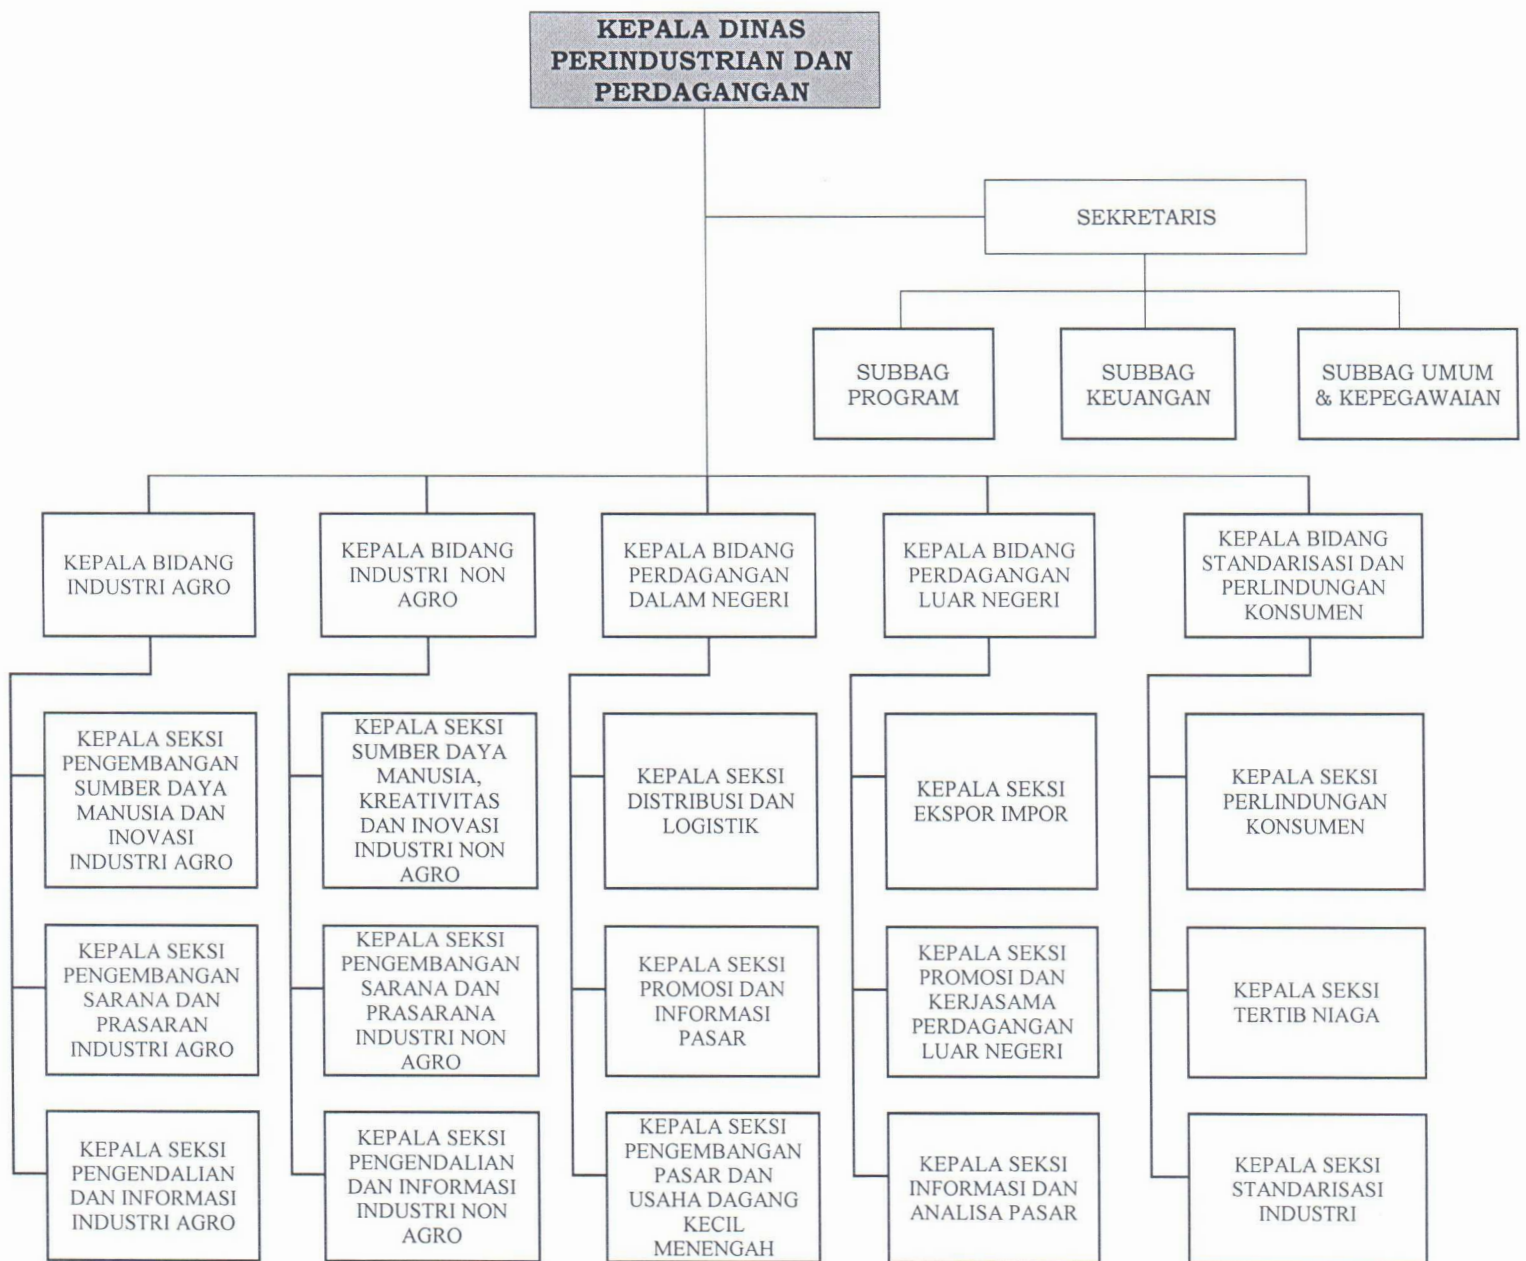 KEPALA DINAS
PERINDUSTRIAN DAN
PERDAGANGAN
SEKRETARIS
SUBBAG
PROGRAM
SUBBAG
KEUANGAN
SUBBAG UMUM
& KEPEGAWAIAN
KEPALA BIDANG
INDUSTRI AGRO
KEPALA BIDANG
INDUSTRI NON
AGRO
KEPALA BIDANG
PERDAGANGAN
DALAM NEGERI
KEPALA BIDANG
PERDAGANGAN
LUAR NEGERI
KEPALA BIDANG
STANDARISASI DAN
PERLINDUNGAN
KONSUMEN
KEPALA SEKSI
PENGEMBANGAN
SUMBER DAYA
MANUSIA DAN
INOVASI
INDUSTRI AGRO
KEPALA SEKSI
SUMBER DAYA
MANUSIA,
KREATIVITAS
DAN INOVASI
INDUSTRI NON
AGRO
KEPALA SEKSI
DISTRIBUSI DAN
LOGISTIK
KEPALA SEKSI
EKSPOR IMPOR
KEPALA SEKSI
PERLINDUNGAN
KONSUMEN
KEPALA SEKSI
PENGEMBANGAN
SARANA DAN
PRASARAN
INDUSTRI AGRO
KEPALA SEKSI
PENGEMBANGAN
SARANA DAN
PRASARANA
INDUSTRI NON
AGRO
KEPALA SEKSI
PROMOSI DAN
INFORMASI
PASAR
KEPALA SEKSI
PROMOSI DAN
KERJASAMA
PERDAGANGAN
LUAR NEGERI
KEPALA SEKSI
TERTIB NIAGA
KEPALA SEKSI
PENGENDALIAN
DAN INFORMASI
INDUSTRI AGRO
KEPALA SEKSI
PENGENDALIAN
DAN INFORMASI
INDUSTRI NON
AGRO
KEPALA SEKSI
PENGEMBANGAN
PASAR DAN
USAHA DAGANG
KECIL
MENENGAH
KEPALA SEKSI
INFORMASI DAN
ANALISA PASAR
KEPALA SEKSI
STANDARISASI
INDUSTRI